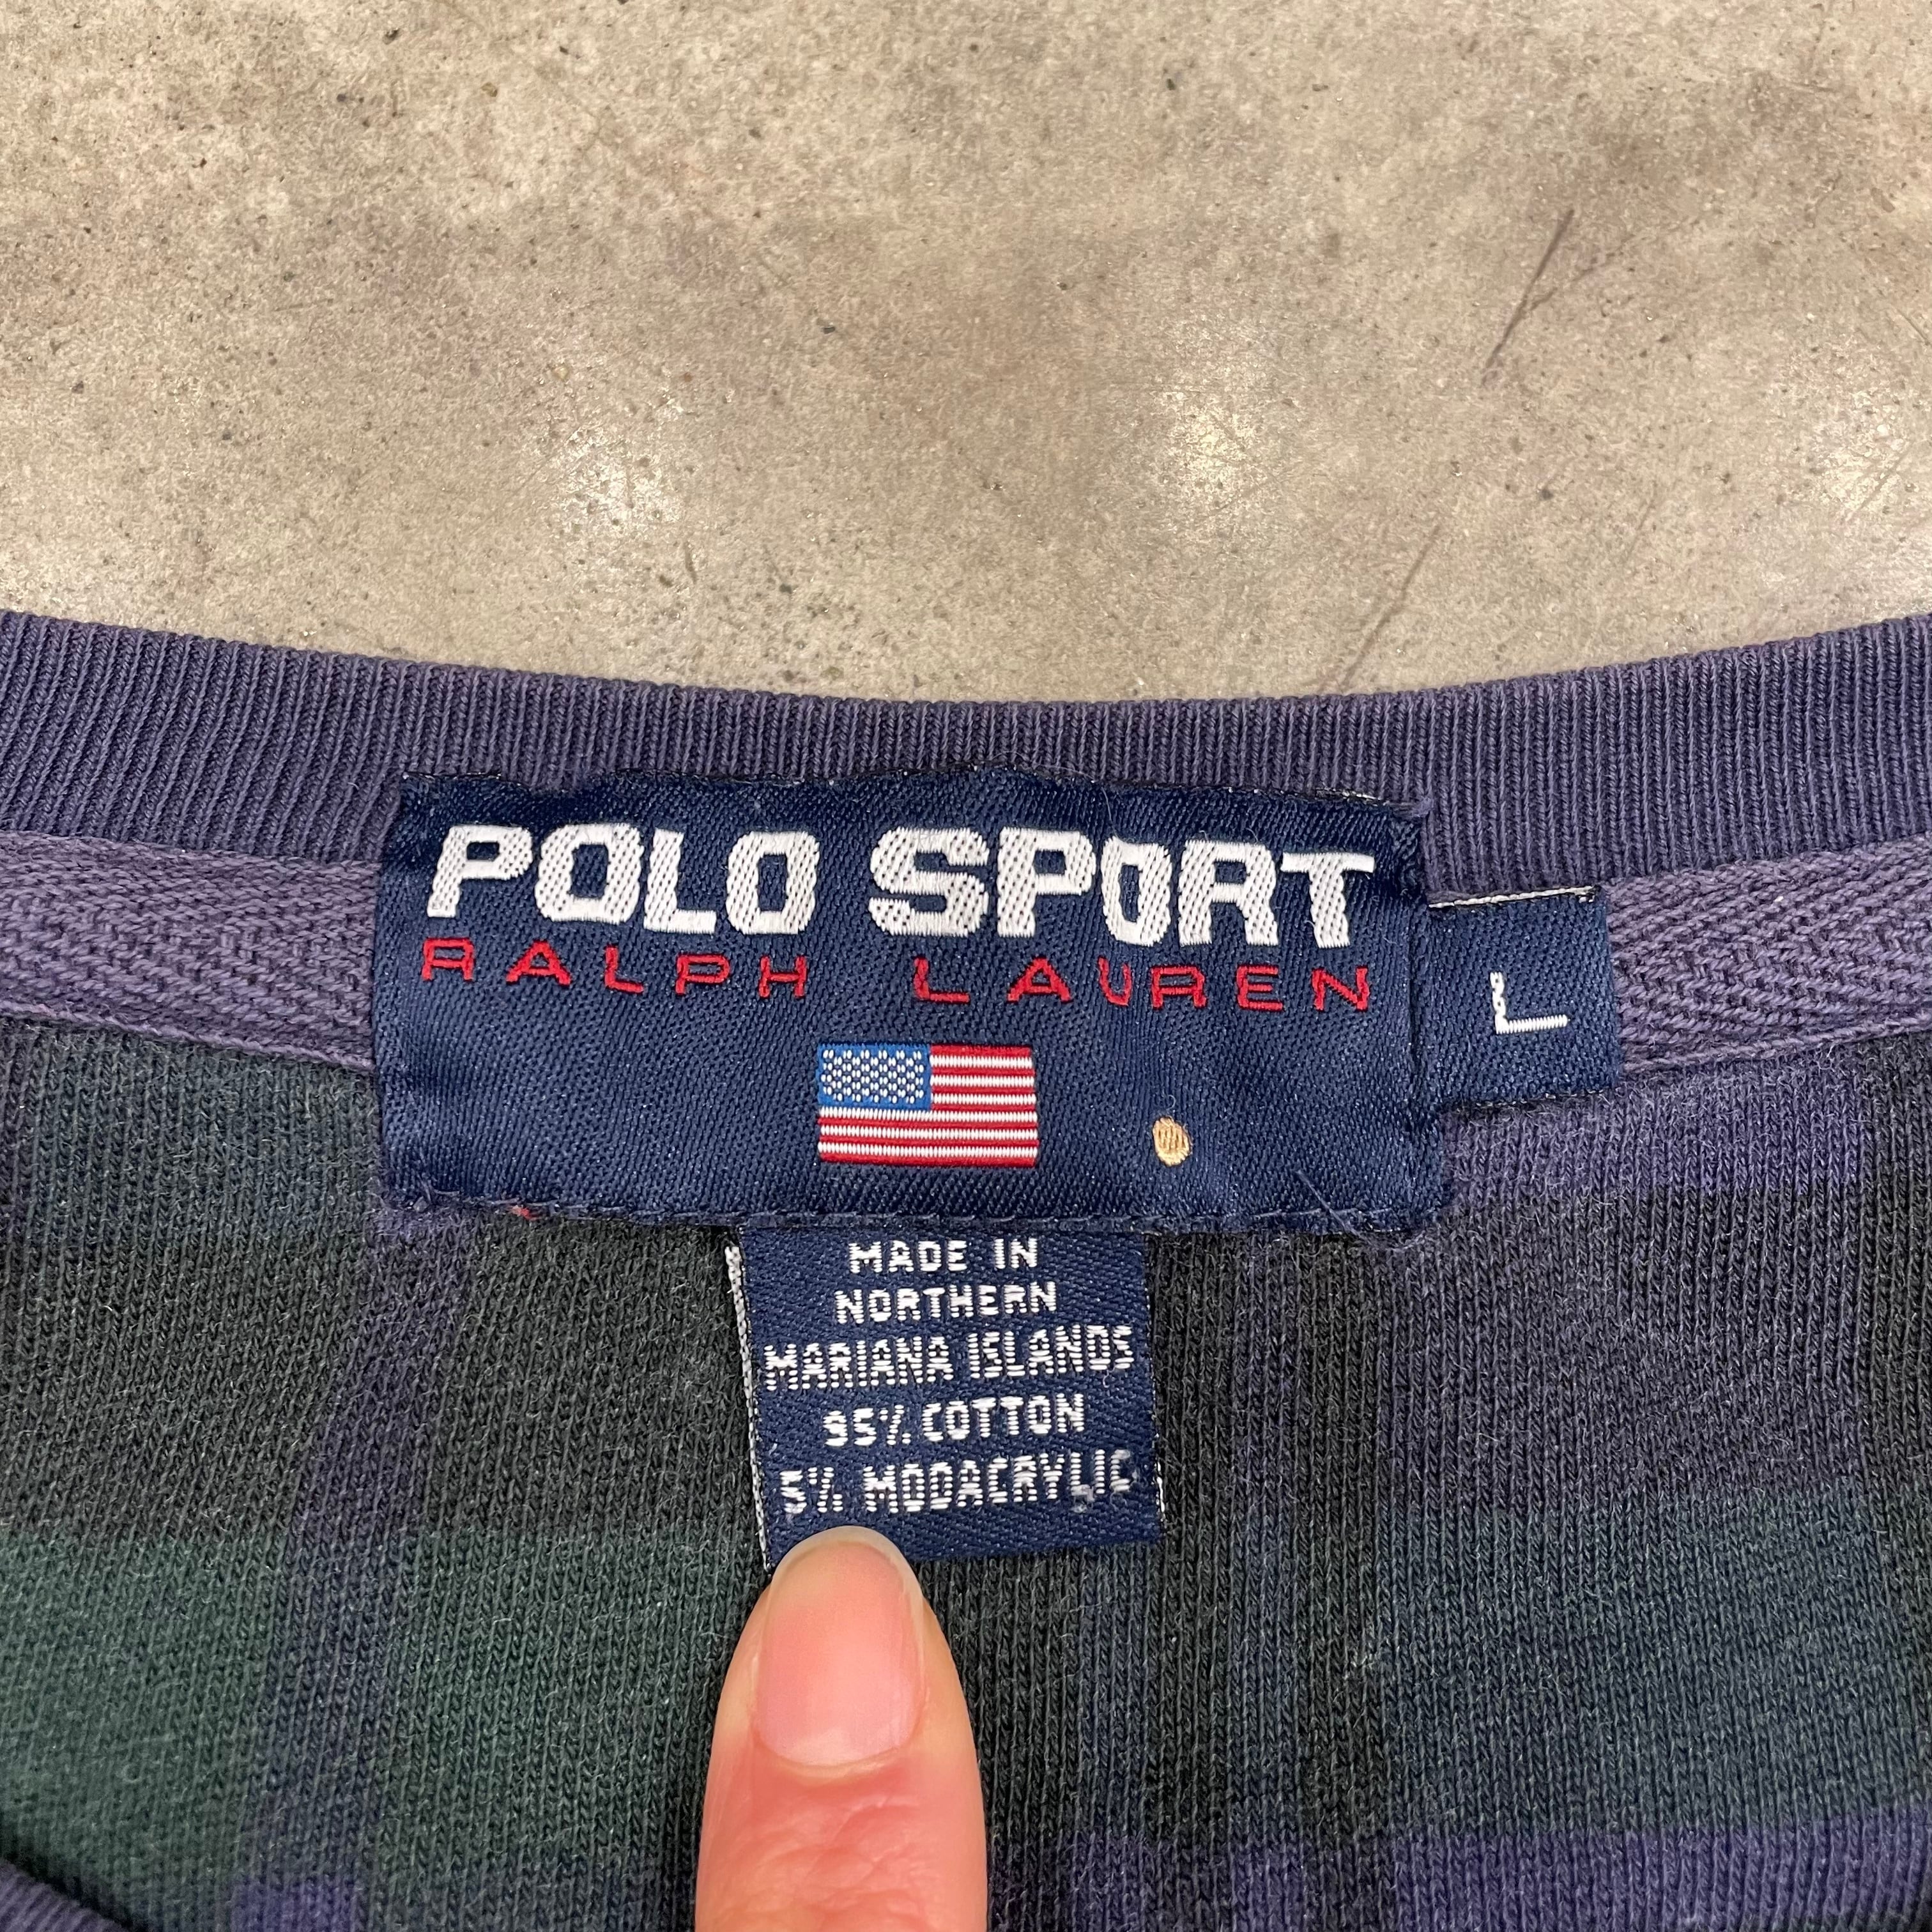 POLO SPORT
RALPH LAUREN
L
MADE IN
NORTHERN
MARIANA ISLANDS
95% COTTON
5% MODACRYLIC